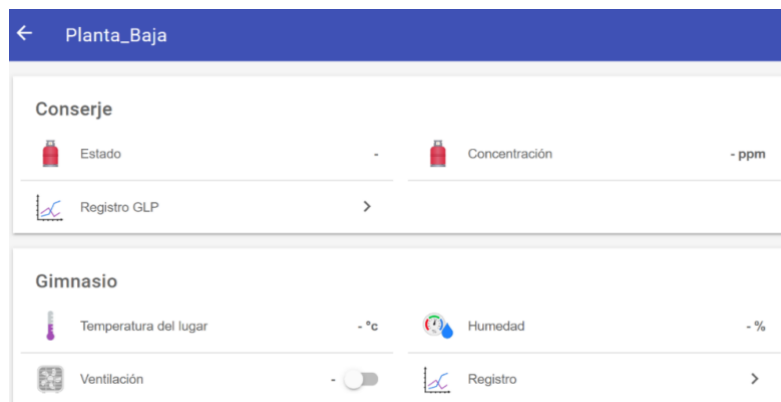 Planta_Baja
Conserje
Estado -
Concentración - ppm
Registro GLP
Gimnasio
Temperatura del lugar - °c
Humedad - %
Ventilación -
Registro